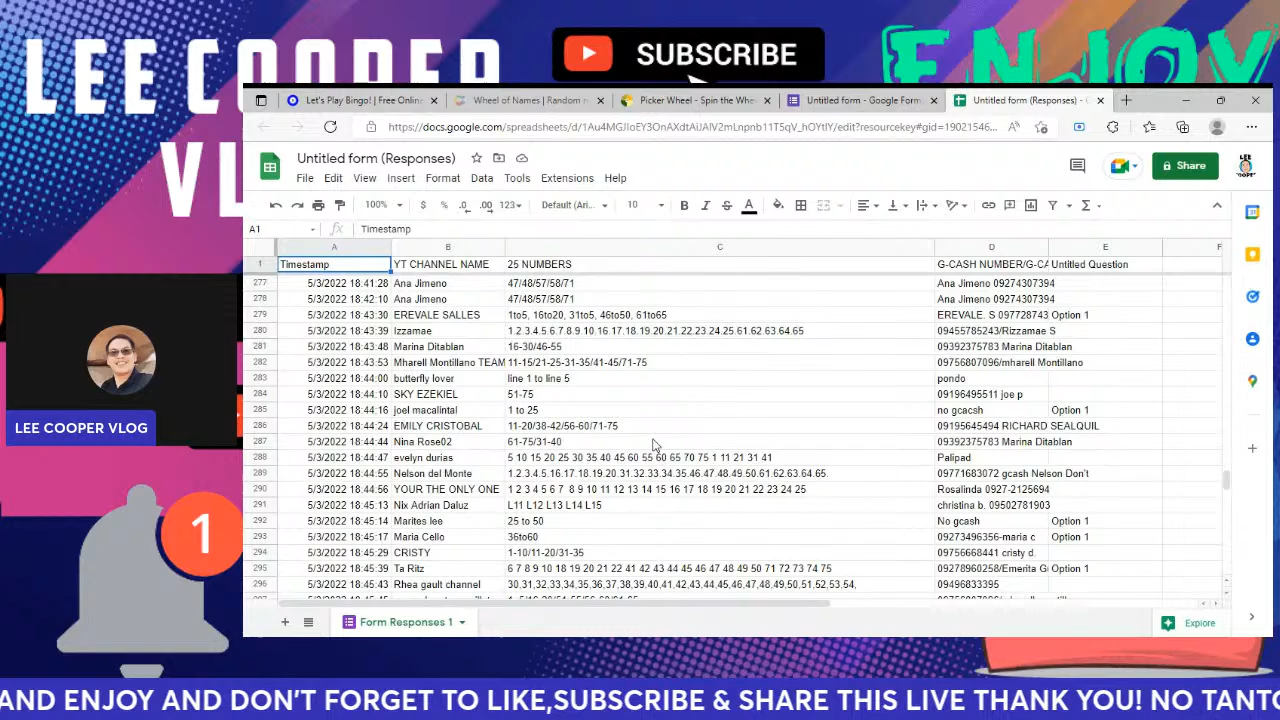 LEE COOPER
VL
SUBSCRIBE
ENJOY
Let's Play Bingo! | Free Online
Wheel of Names | Random n
Picker Wheel - Spin the Whe
Untitled form - Google Form
Untitled form (Responses) - G
Untitled form (Responses)
File Edit View Insert Format Data Tools Extensions Help
Share
100% $ % .0 .00 123 Default (Ari... 10 B I S A
A1 fx Timestamp
A B C D E F
1 Timestamp YT CHANNEL NAME 25 NUMBERS G-CASH NUMBER/G-CA Untitled Question
277 5/3/2022 18:41:28 Ana Jimeno 47/48/57/58/71 Ana Jimeno 09274307394
278 5/3/2022 18:42:10 Ana Jimeno 47/48/57/58/71 Ana Jimeno 09274307394
279 5/3/2022 18:43:30 EREVALE SALLES 1to5, 16to20, 31to5, 46to50, 61to65 EREVALE. S 097728743 Option 1
280 5/3/2022 18:43:39 Izzamae 1.2.3.4.5.6.7.8.9.10.16.17.18.19.20.21.22.23.24.25.61.62.63.64.65 09455785243/Rizzamae S
281 5/3/2022 18:43:48 Marina Ditablan 16-30/46-55 09392375783 Marina Ditablan
282 5/3/2022 18:43:53 Mharell Montillano TEAM 11-15/21-25-31-35/41-45/71-75 09756807096/mharell Montillano
283 5/3/2022 18:44:00 butterfly lover line 1 to line 5 pondo
284 5/3/2022 18:44:10 SKY EZEKIEL 51-75 09196495511 joe p
285 5/3/2022 18:44:16 joel macalintal 1 to 25 no gcacsh Option 1
286 5/3/2022 18:44:24 EMILY CRISTOBAL 11-20/38-42/56-60/71-75 09195645494 RICHARD SEALQUIL
287 5/3/2022 18:44:44 Nina Rose02 61-75/31-40 09392375783 Marina Ditablan
288 5/3/2022 18:44:47 evelyn durias 5 10 15 20 25 30 35 40 45 60 55 60 65 70 75 1 11 21 31 41 Palipad
289 5/3/2022 18:44:55 Nelson del Monte 1.2.3.4.5.16.17.18.19.20.31.32.33.34.35.46.47.48.49.50.61.62.63.64.65. 09771683072 gcash Nelson Don't
290 5/3/2022 18:44:56 YOUR THE ONLY ONE 1 2 3 4 5 6 7 8 9 10 11 12 13 14 15 16 17 18 19 20 21 22 23 24 25 Rosalinda 0927-2125694
291 5/3/2022 18:45:13 Nix Adrian Daluz L11 L12 L13 L14 L15 christina b. 09502781903
292 5/3/2022 18:45:14 Marites lee 25 to 50 No gcash Option 1
293 5/3/2022 18:45:17 Maria Cello 36to60 09273496356-maria c Option 1
294 5/3/2022 18:45:29 CRISTY 1-10/11-20/31-35 09756668441 cristy d.
295 5/3/2022 18:45:39 Ta Ritz 6 7 8 9 10 18 19 20 21 22 41 42 43 44 45 46 47 48 49 50 71 72 73 74 75 09278960258/Emerita G Option 1
296 5/3/2022 18:45:43 Rhea gault channel 30,31,32,33,34,35,36,37,38,39,40,41,42,43,44,45,46,47,48,49,50,51,52,53,54, 09496833395
Form Responses 1
Explore
LEE COOPER VLOG
1
AND ENJOY AND DON'T FORGET TO LIKE,SUBSCRIBE & SHARE THIS LIVE THANK YOU! NO TANTO